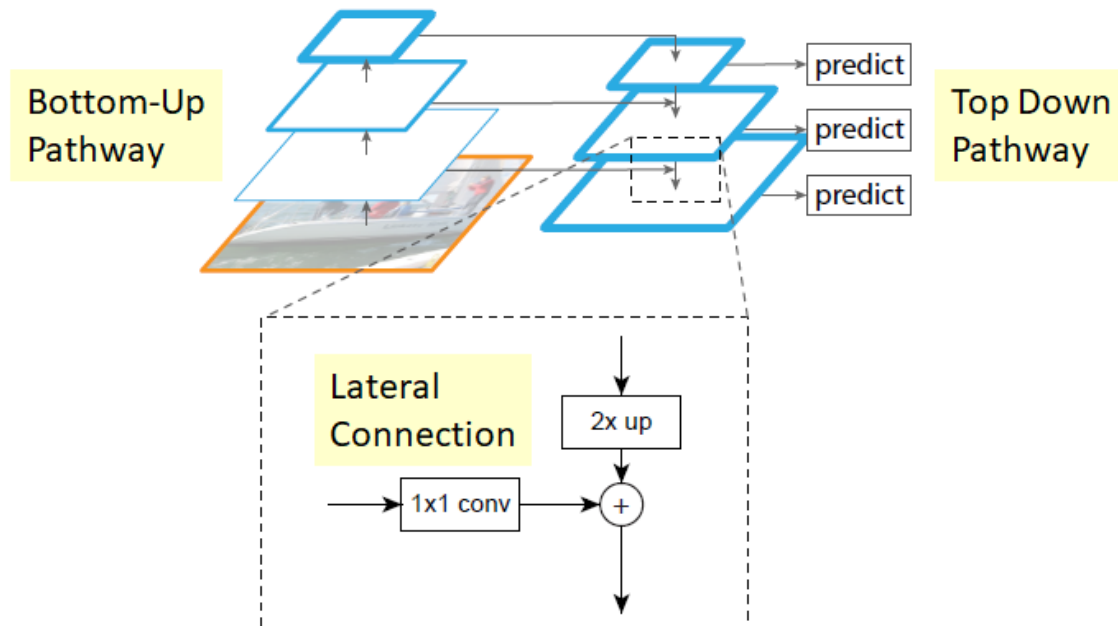 Bottom-Up
Pathway
predict
predict
predict
Top Down
Pathway
Lateral
Connection
2x up
1x1 conv
+